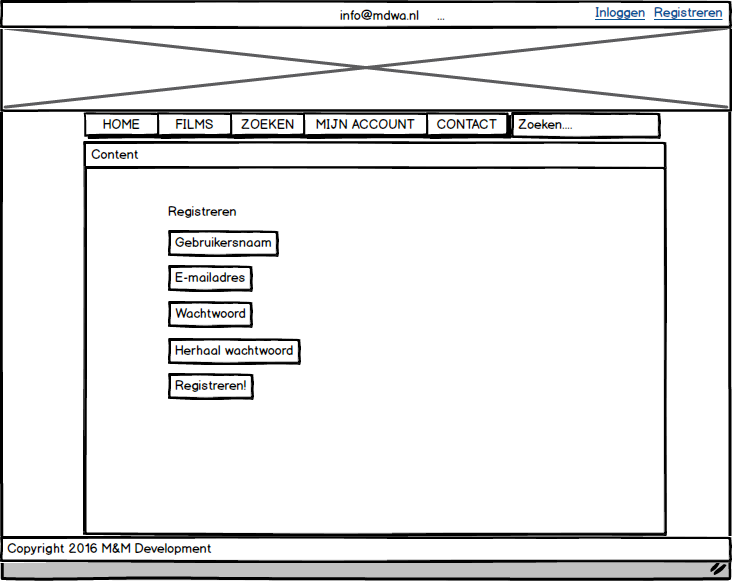 info@mdwa.nl ... Inloggen Registreren
HOME FILMS ZOEKEN MIJN ACCOUNT CONTACT Zoeken....
Content
Registreren
Gebruikersnaam
E-mailadres
Wachtwoord
Herhaal wachtwoord
Registreren!
Copyright 2016 M&M Development